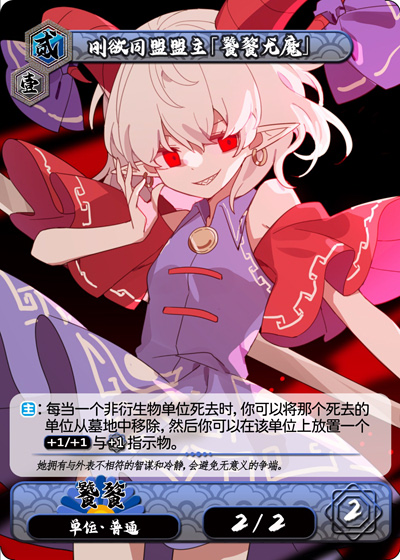 贰
壹
刚欲同盟盟主「饕餮尤魔」
主：每当一个非衍生物单位死去时，你可以将那个死去的
单位从墓地中移除，然后你可以在该单位上放置一个
+1/+1 与 +1 指示物。
她拥有与外表不相符的智谋和冷静，会避免无意义的争端。
饕餮
单位·普通
2/2
2